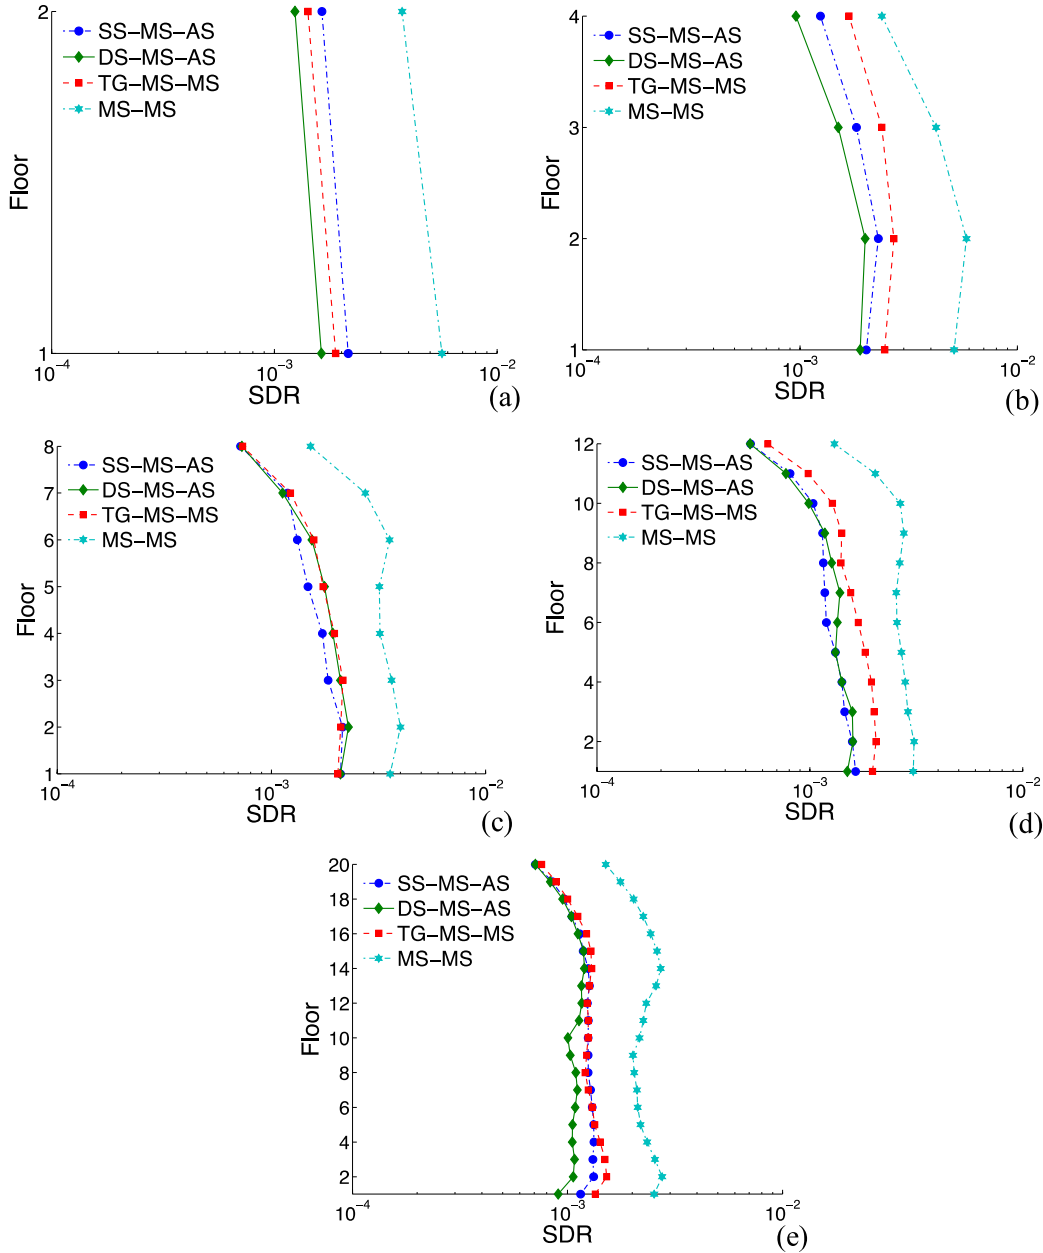 2
SS-MS-AS
DS-MS-AS
TG-MS-MS
MS-MS
Floor
1
10^-4
10^-3
10^-2
SDR
(a)
4
SS-MS-AS
DS-MS-AS
TG-MS-MS
MS-MS
3
Floor
2
1
10^-4
10^-3
10^-2
SDR
(b)
8
SS-MS-AS
7
DS-MS-AS
TG-MS-MS
6
MS-MS
5
Floor
4
3
2
1
10^-4
10^-3
10^-2
SDR
(c)
12
SS-MS-AS
DS-MS-AS
10
TG-MS-MS
MS-MS
8
Floor
6
4
2
10^-4
10^-3
10^-2
SDR
(d)
20
SS-MS-AS
18
DS-MS-AS
TG-MS-MS
16
MS-MS
14
12
Floor
10
8
6
4
2
10^-4
10^-3
10^-2
SDR
(e)